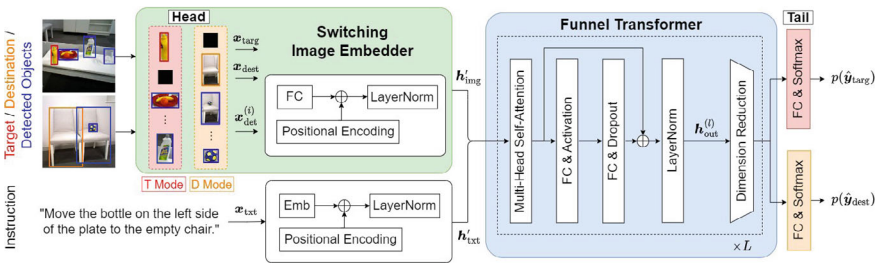 Target / Destination /
Detected Objects
Instruction
Head
Switching
Image Embedder
x_targ
x_dest
x_det^(i)
FC
LayerNorm
Positional Encoding
T Mode
D Mode
"Move the bottle on the left side
of the plate to the empty chair."
x_txt
Emb
LayerNorm
Positional Encoding
h'_img
h'_txt
Funnel Transformer
Multi-Head Self-Attention
FC & Activation
FC & Dropout
LayerNorm
h_out^(l)
Dimension Reduction
×L
Tail
FC & Softmax
p(ŷ_targ)
FC & Softmax
p(ŷ_dest)